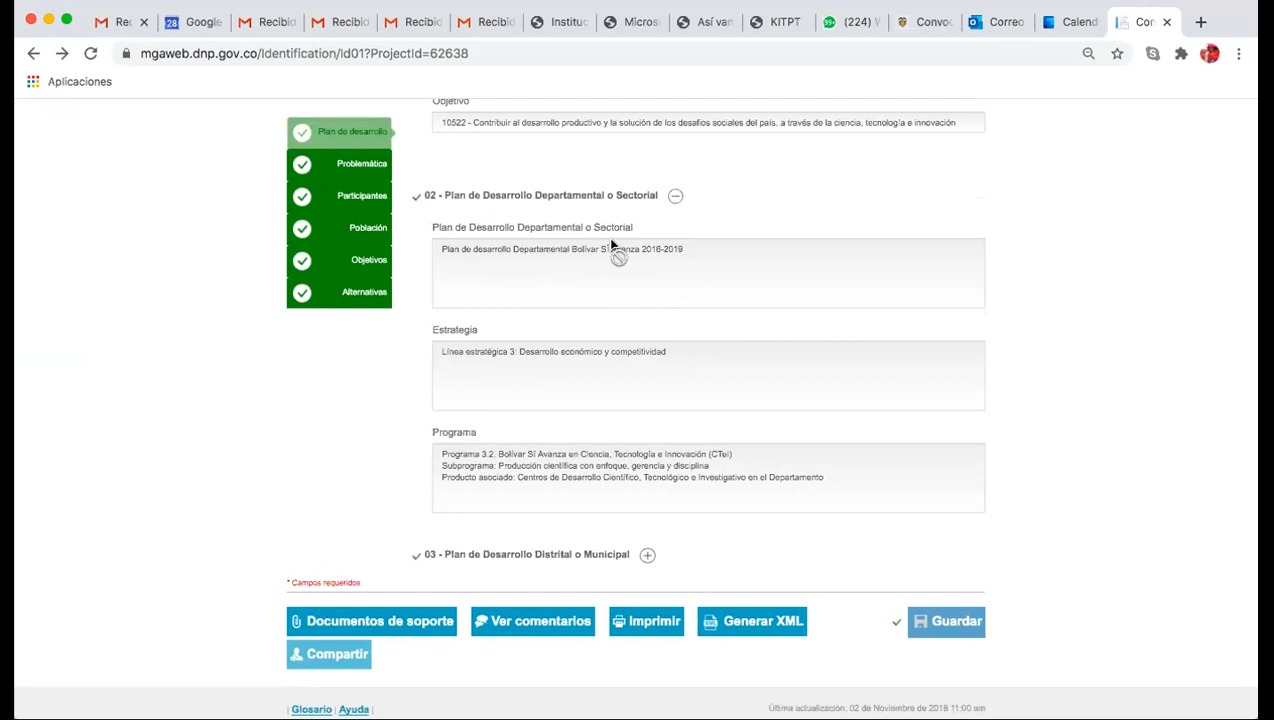 Rec
Google
Recibid
Recibid
Recibid
Recibid
Instituc
Micros
Así van
KITPT
(224) W
Convoc
Correo
Calend
Con
mgaweb.dnp.gov.co/Identification/Id01?ProjectId=62638
Aplicaciones
Objetivo
10522 - Contribuir al desarrollo productivo y la solución de los desafíos sociales del país, a través de la ciencia, tecnología e innovación
Plan de desarrollo
Problemática
Participantes
Población
Objetivos
Alternativas
02 - Plan de Desarrollo Departamental o Sectorial
Plan de Desarrollo Departamental o Sectorial
Plan de desarrollo Departamental Bolívar Sí Avanza 2016-2019
Estrategia
Línea estratégica 3: Desarrollo económico y competitividad
Programa
Programa 3.2. Bolívar Sí Avanza en Ciencia, Tecnología e Innovación (CTeI)
Subprograma: Producción científica con enfoque, gerencia y disciplina
Producto asociado: Centros de Desarrollo Científico, Tecnológico e Investigativo en el Departamento
03 - Plan de Desarrollo Distrital o Municipal
* Campos requeridos
Documentos de soporte
Ver comentarios
Imprimir
Generar XML
Guardar
Compartir
| Glosario | Ayuda |
Última actualización: 02 de Noviembre de 2018 11:00 am